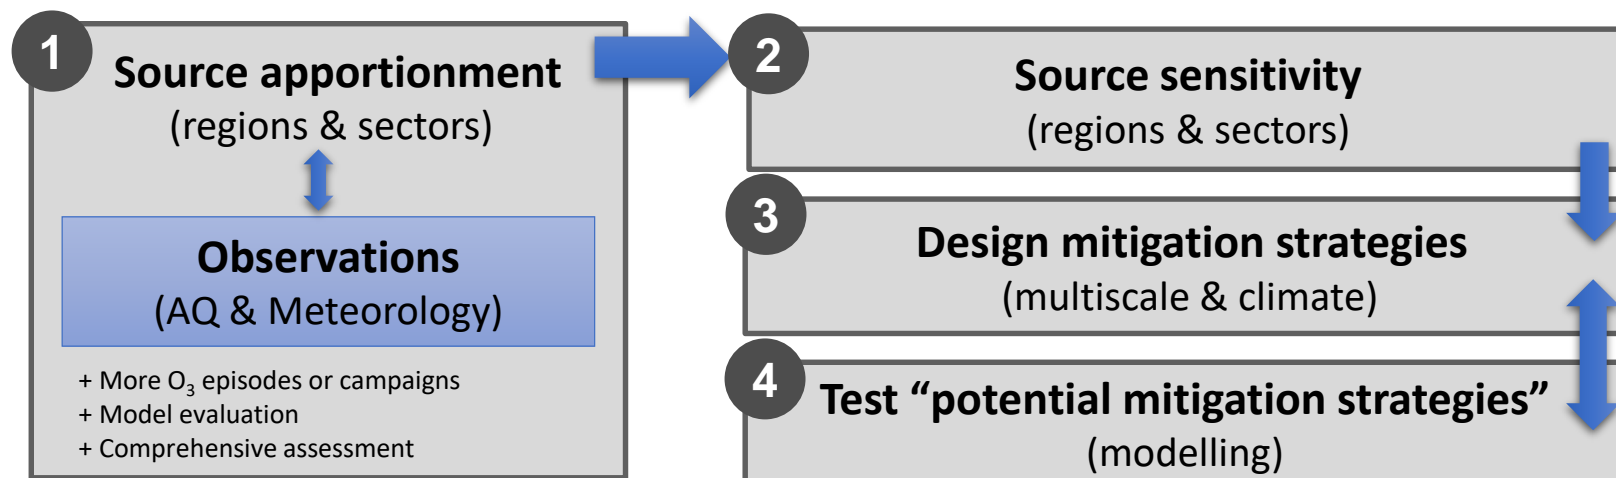 1
Source apportionment
(regions & sectors)
Observations
(AQ & Meteorology)
+ More O₃ episodes or campaigns
+ Model evaluation
+ Comprehensive assessment
2
Source sensitivity
(regions & sectors)
3
Design mitigation strategies
(multiscale & climate)
4
Test “potential mitigation strategies”
(modelling)